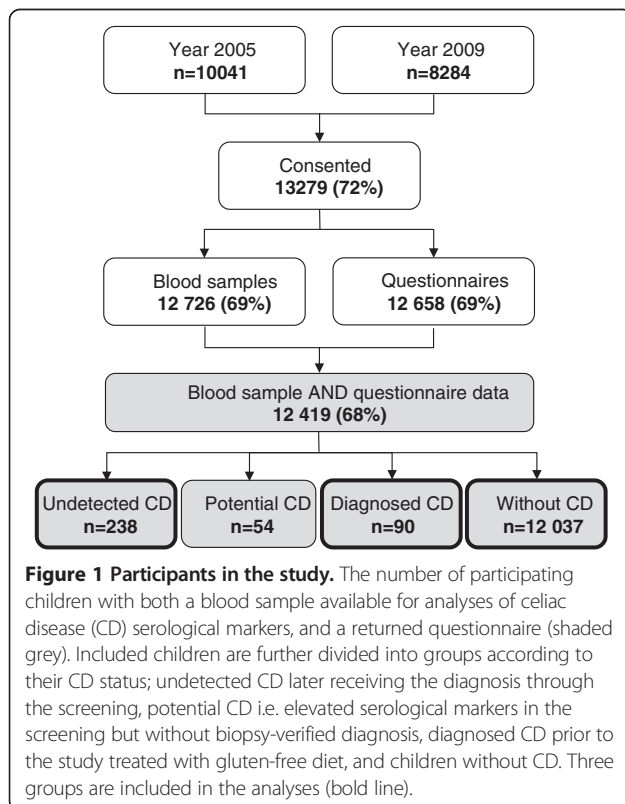 Year 2005
n=10041
Year 2009
n=8284
Consented
13279 (72%)
Blood samples
12 726 (69%)
Questionnaires
12 658 (69%)
Blood sample AND questionnaire data
12 419 (68%)
Undetected CD
n=238
Potential CD
n=54
Diagnosed CD
n=90
Without CD
n=12 037
Figure 1 Participants in the study. The number of participating
children with both a blood sample available for analyses of celiac
disease (CD) serological markers, and a returned questionnaire (shaded
grey). Included children are further divided into groups according to
their CD status; undetected CD later receiving the diagnosis through
the screening, potential CD i.e. elevated serological markers in the
screening but without biopsy-verified diagnosis, diagnosed CD prior to
the study treated with gluten-free diet, and children without CD. Three
groups are included in the analyses (bold line).